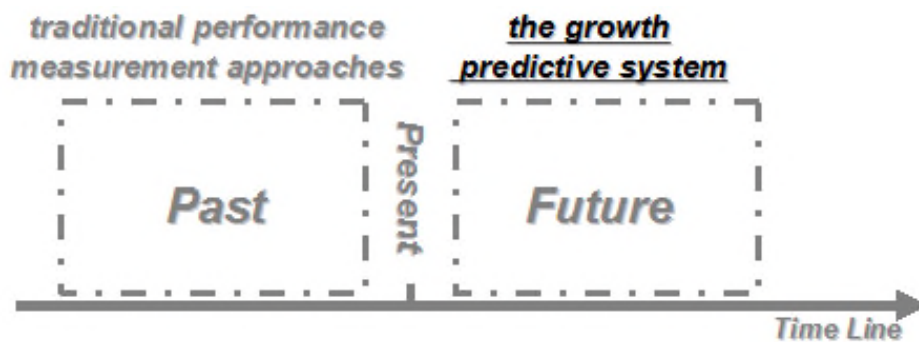 traditional performance
measurement approaches
the growth
predictive system
Past
Present
Future
Time Line